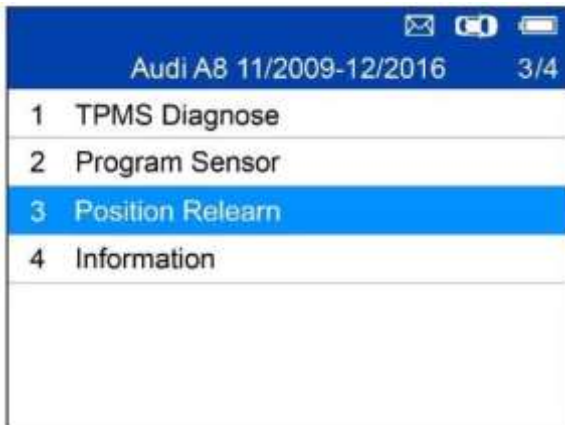 Audi A8 11/2009-12/2016 3/4
1 TPMS Diagnose
2 Program Sensor
3 Position Relearn
4 Information